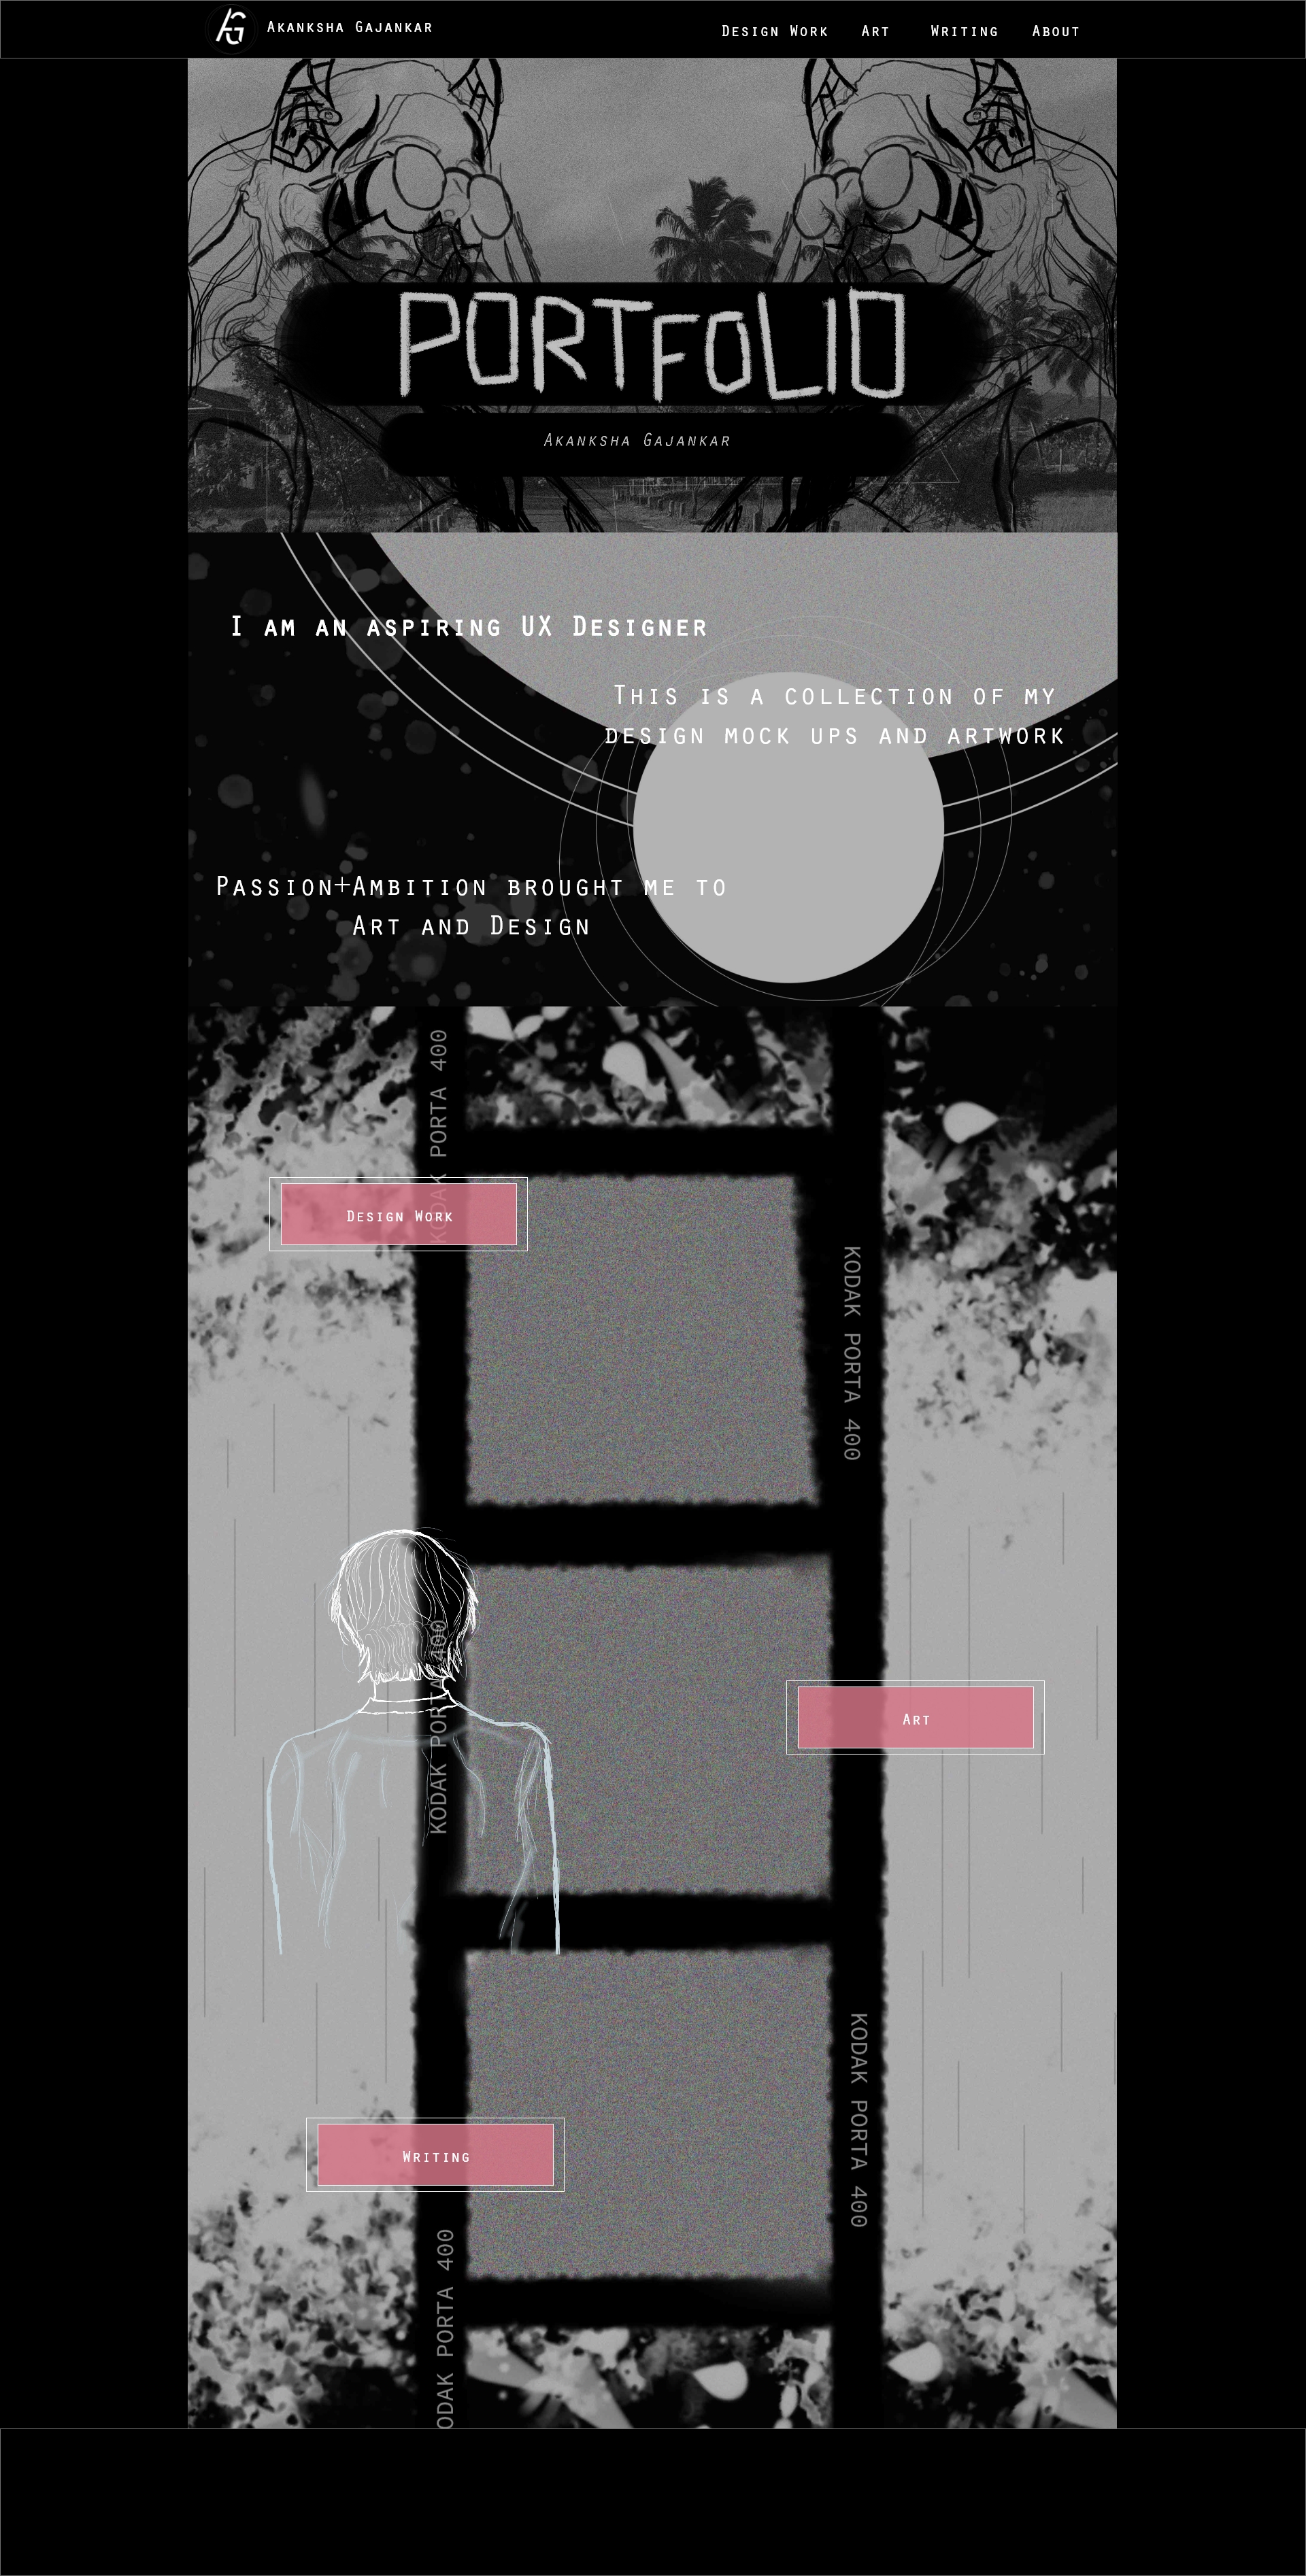 AG
Akanksha Gajankar
Design Work
Art
Writing
About
PORTFOLIO
Akanksha Gajankar
I am an aspiring UX Designer
This is a collection of my
design mock ups and artwork
Passion+Ambition brought me to
Art and Design
KODAK PORTA 400
Design Work
KODAK PORTA 400
KODAK PORTA 400
Art
KODAK PORTA 400
Writing
ODAK PORTA 400